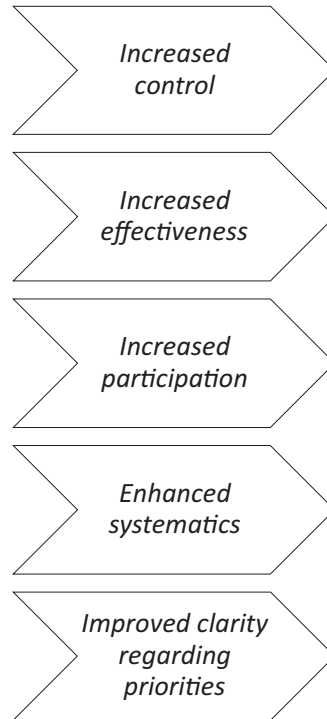 Increased
control
Increased
effectiveness
Increased
participation
Enhanced
systematics
Improved clarity
regarding
priorities